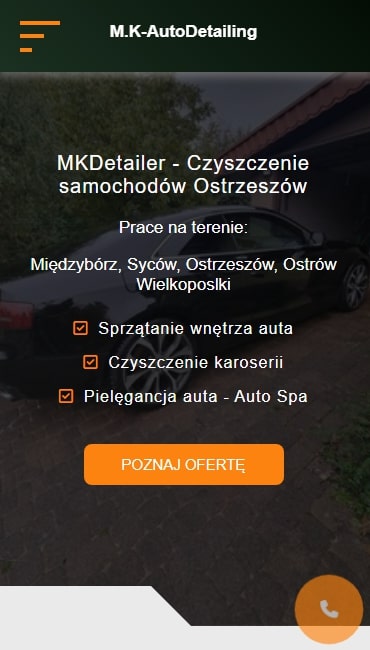 M.K-AutoDetailing
MKDetailer - Czyszczenie
samochodów Ostrzeszów
Prace na terenie:
Międzybórz, Syców, Ostrzeszów, Ostrów
Wielkoposlki
Sprzątanie wnętrza auta
Czyszczenie karoserii
Pielęgancja auta - Auto Spa
POZNAJ OFERTĘ